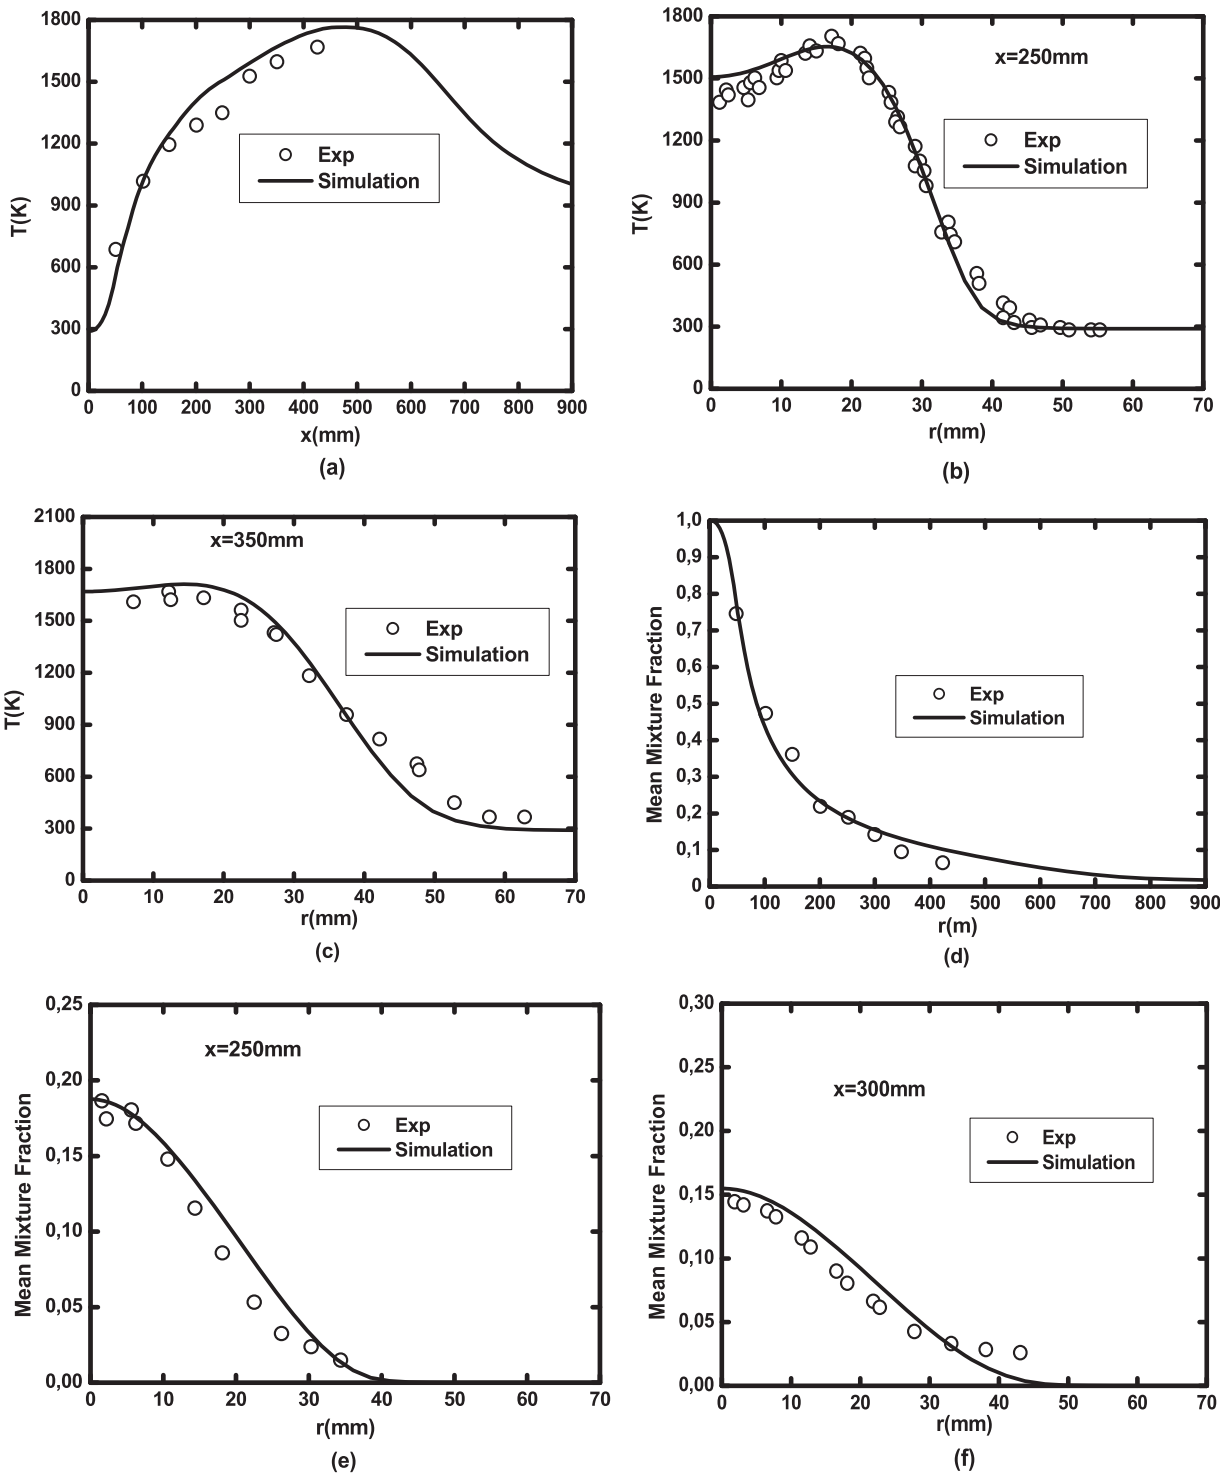 1800
1500
1200
900
600
300
0
T(K)
Exp
Simulation
0 100 200 300 400 500 600 700 800 900
x(mm)
(a)
1800
1500
1200
900
600
300
0
T(K)
x=250mm
Exp
Simulation
0 10 20 30 40 50 60 70
r(mm)
(b)
2100
1800
1500
1200
900
600
300
0
T(K)
x=350mm
Exp
Simulation
0 10 20 30 40 50 60 70
r(mm)
(c)
1,0
0,9
0,8
0,7
0,6
0,5
0,4
0,3
0,2
0,1
0
Mean Mixture Fraction
Exp
Simulation
0 100 200 300 400 500 600 700 800 900
r(m)
(d)
0,25
0,20
0,15
0,10
0,05
0,00
Mean Mixture Fraction
x=250mm
Exp
Simulation
0 10 20 30 40 50 60 70
r(mm)
(e)
0,30
0,25
0,20
0,15
0,10
0,05
0,00
Mean Mixture Fraction
x=300mm
Exp
Simulation
0 10 20 30 40 50 60 70
r(mm)
(f)